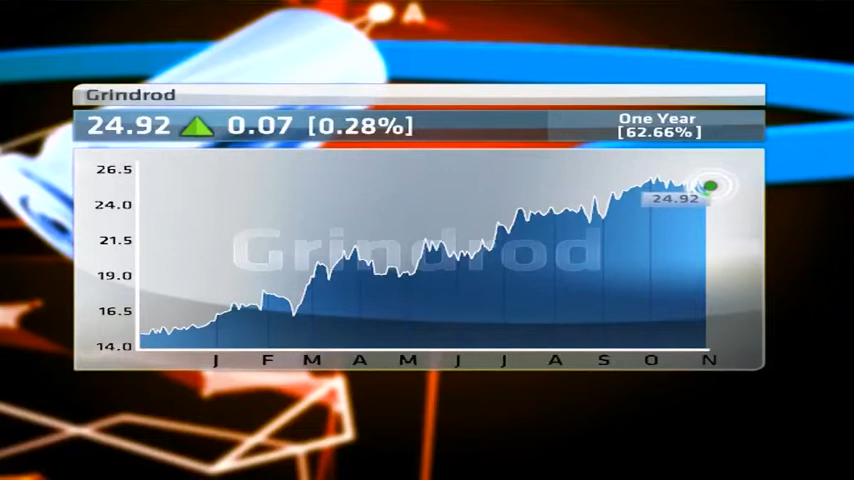 A
Grindrod
24.92 0.07 [0.28%]
One Year
[62.66%]
26.5
24.0
21.5
19.0
16.5
14.0
Grindrod
24.92
J F M A M J J A S O N